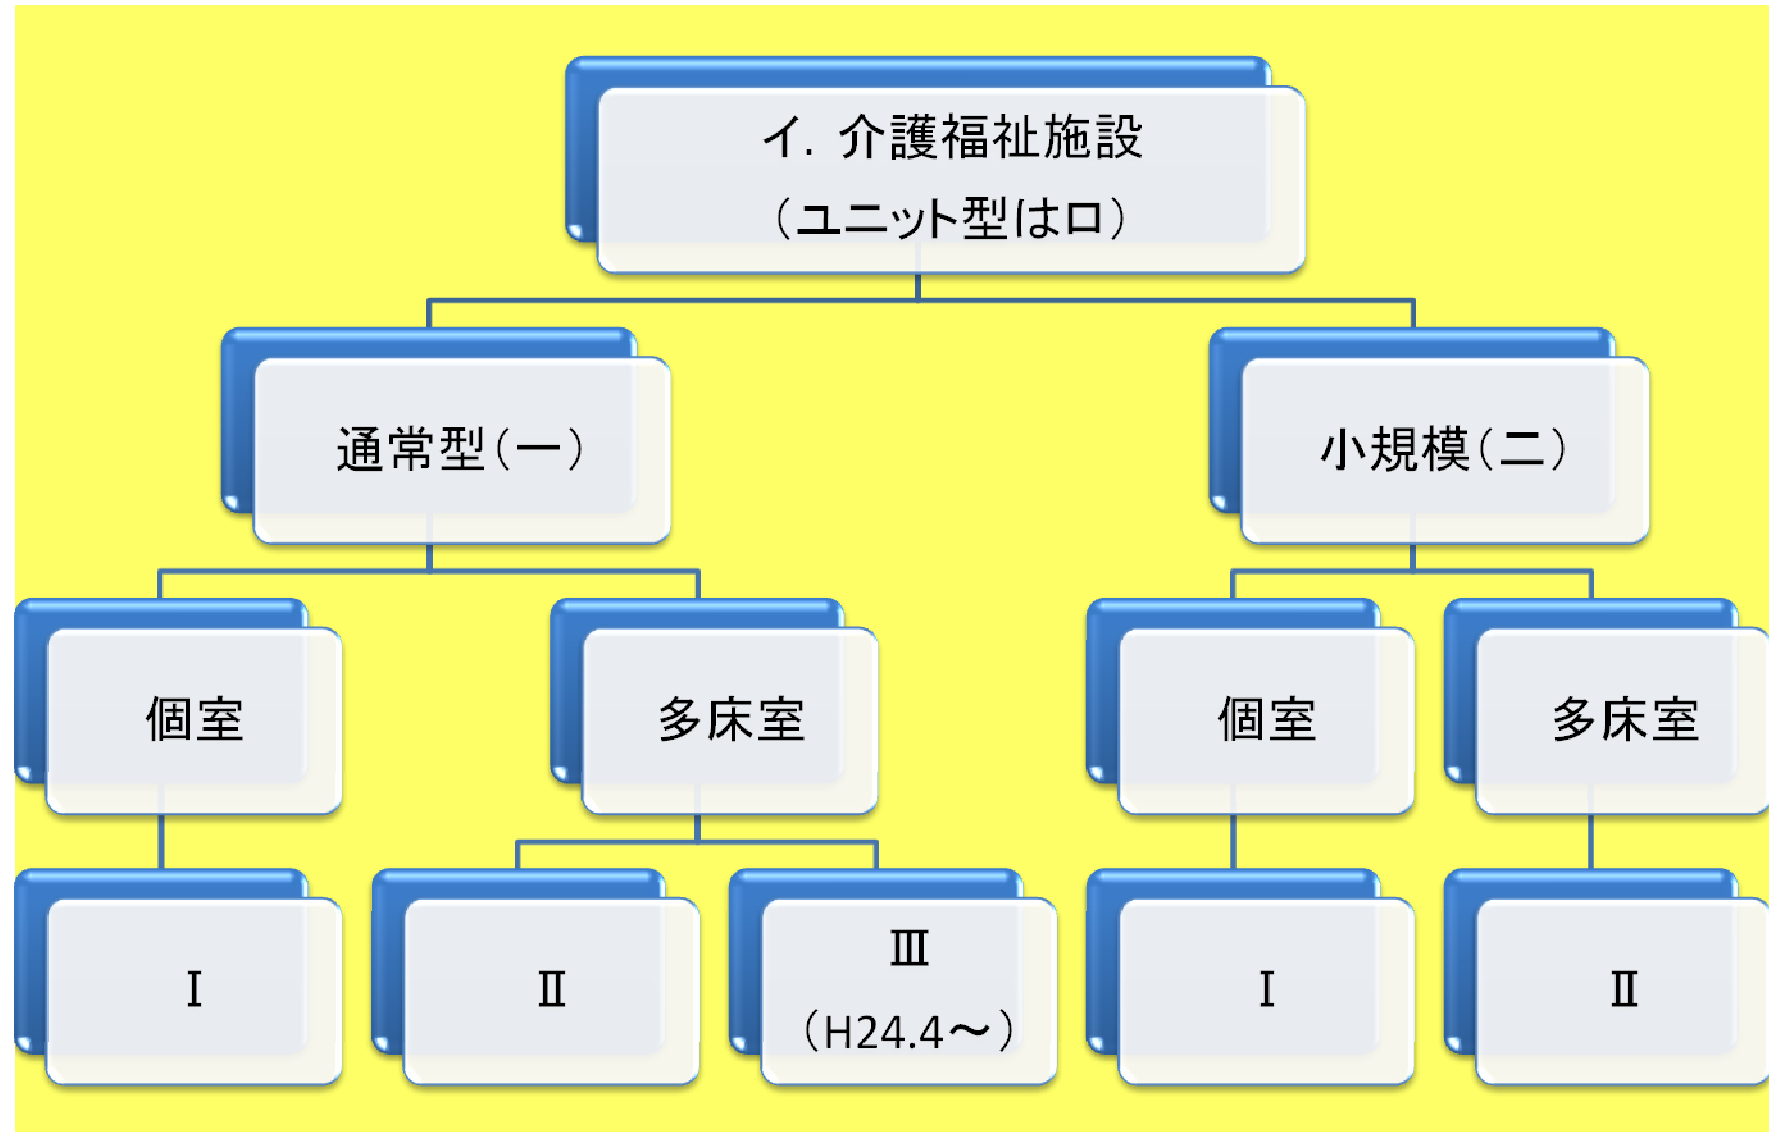 イ．介護福祉施設
（ユニット型はロ）
通常型（一）
小規模（二）
個室
多床室
個室
多床室
Ⅰ
Ⅱ
Ⅲ
（H24.4～）
Ⅰ
Ⅱ